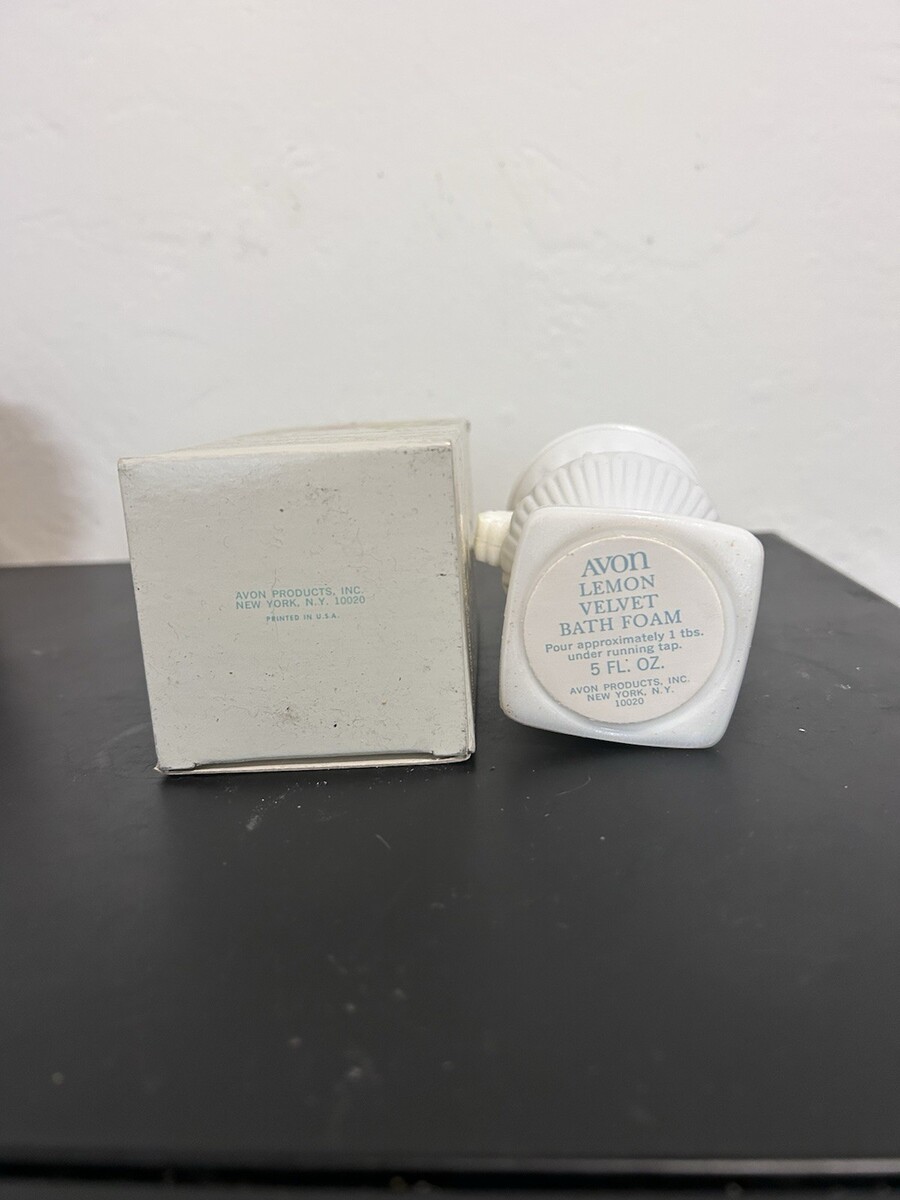 AVON PRODUCTS, INC.
NEW YORK, N.Y. 10020
PRINTED IN U.S.A.
AVON
LEMON
VELVET
BATH FOAM
Pour approximately 1 tbs.
under running tap.
5 FL. OZ.
AVON PRODUCTS, INC.
NEW YORK, N.Y.
10020